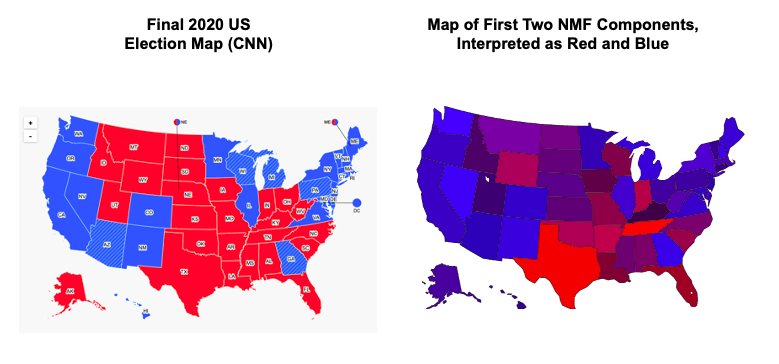 Final 2020 US
Election Map (CNN)
Map of First Two NMF Components,
Interpreted as Red and Blue
+
-
NE
ME
WA
MT
ND
MN
ME
OR
ID
SD
WI
MI
VT
NH
NY
MA
CT
RI
WY
IA
PA
NJ
NV
NE
IL
IN
OH
MD
DE
DC
CA
UT
CO
KS
MO
KY
WV
VA
AZ
NM
OK
AR
TN
NC
SC
TX
LA
MS
AL
GA
FL
AK
HI